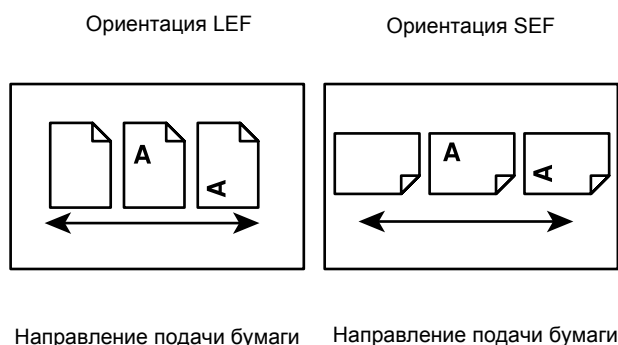 Ориентация LEF
Ориентация SEF
A
A
A
A
Направление подачи бумаги
Направление подачи бумаги